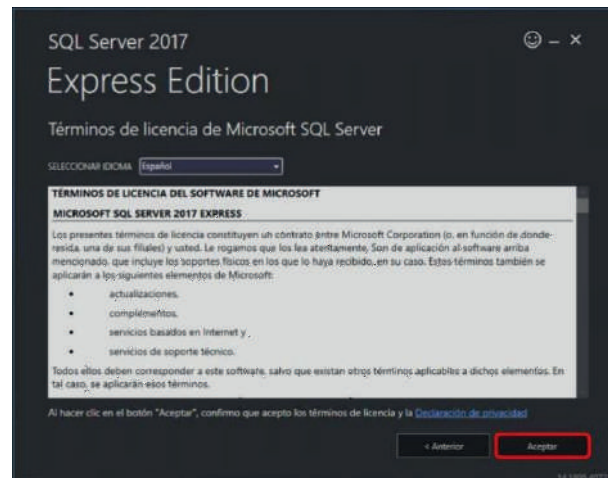 SQL Server 2017
Express Edition
Términos de licencia de Microsoft SQL Server
SELECCIONAR IDIOMA Español
TÉRMINOS DE LICENCIA DEL SOFTWARE DE MICROSOFT
MICROSOFT SQL SERVER 2017 EXPRESS
Los presentes términos de licencia constituyen un contrato entre Microsoft Corporation (o, en función de donde
resida, una de sus filiales) y usted. Le rogamos que los lea atentamente. Son de aplicación al software arriba
mencionado, que incluye los soportes físicos en los que lo haya recibido, en su caso. Estos términos también se
aplicarán a los siguientes elementos de Microsoft:
• actualizaciones,
• complementos,
• servicios basados en Internet y
• servicios de soporte técnico.
Todos ellos deben corresponder a este software, salvo que existan otros términos aplicables a dichos elementos. En
tal caso, se aplicarán esos términos.
Al hacer clic en el botón "Aceptar", confirmo que acepto los términos de licencia y la Declaración de privacidad
< Anterior
Aceptar